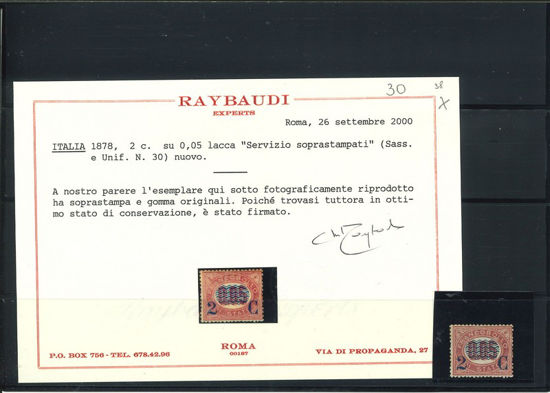 30 38
X
RAYBAUDI
EXPERTS
Roma, 26 settembre 2000
ITALIA 1878, 2 c. su 0,05 lacca "Servizio soprastampati" (Sass.
e Unif. N. 30) nuovo.
A nostro parere l'esemplare qui sotto fotograficamente riprodotto
ha soprastampa e gomma originali. Poiché trovasi tuttora in otti-
mo stato di conservazione, è stato firmato.
2 C
2 C
ROMA
00187
P.O. BOX 756 - TEL. 678.42.96
VIA DI PROPAGANDA, 27